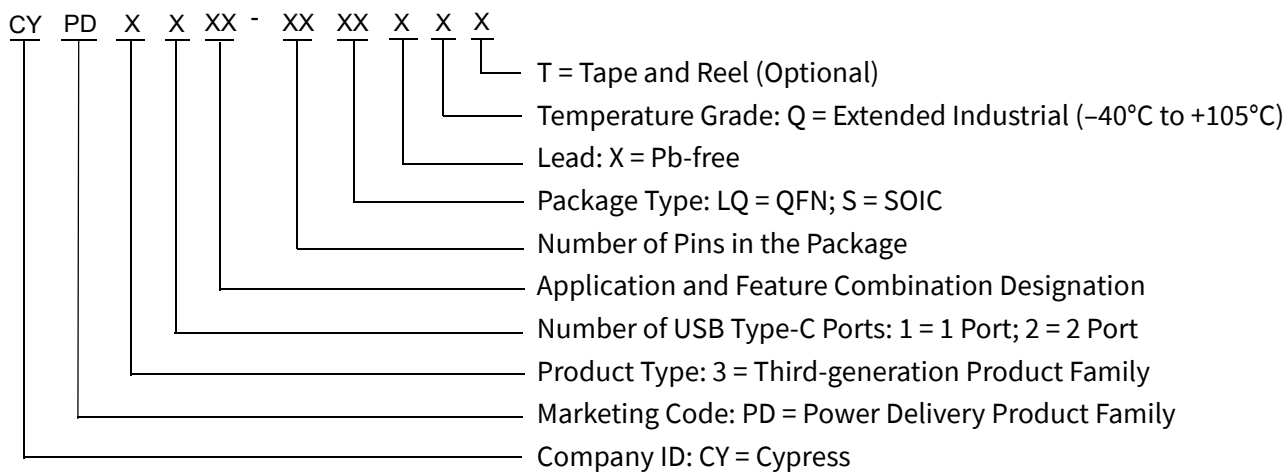 CY PD X X XX - XX XX X X X
T = Tape and Reel (Optional)
Temperature Grade: Q = Extended Industrial (–40°C to +105°C)
Lead: X = Pb-free
Package Type: LQ = QFN; S = SOIC
Number of Pins in the Package
Application and Feature Combination Designation
Number of USB Type-C Ports: 1 = 1 Port; 2 = 2 Port
Product Type: 3 = Third-generation Product Family
Marketing Code: PD = Power Delivery Product Family
Company ID: CY = Cypress